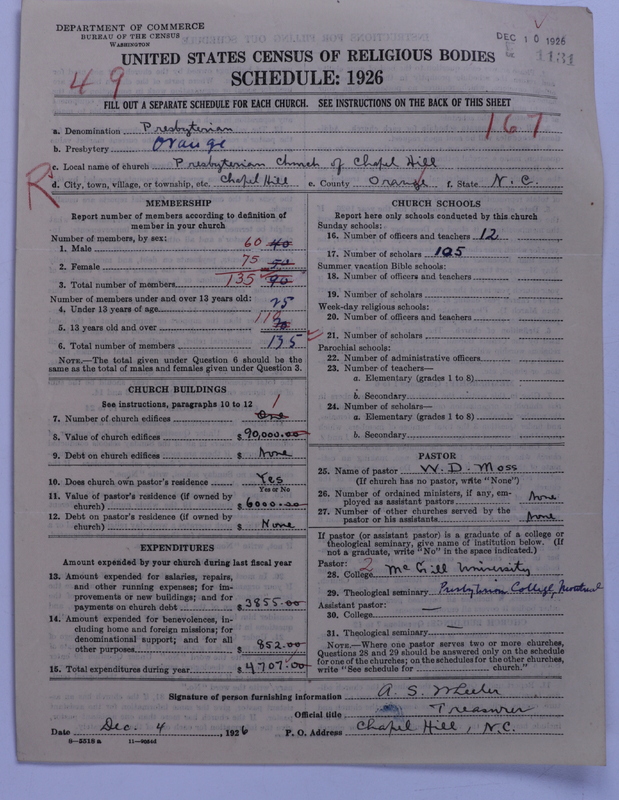 DEPARTMENT OF COMMERCE
BUREAU OF THE CENSUS
WASHINGTON
DEC 10 1926
1131
UNITED STATES CENSUS OF RELIGIOUS BODIES
49
SCHEDULE: 1926
FILL OUT A SEPARATE SCHEDULE FOR EACH CHURCH. SEE INSTRUCTIONS ON THE BACK OF THIS SHEET
167
a. Denomination Presbyterian
b. Presbytery Orange
c. Local name of church Presbyterian Church of Chapel Hill
R
d. City, town, village, or township, etc. Chapel Hill e. County Orange f. State N. C.
MEMBERSHIP
Report number of members according to definition of
member in your church
Number of members, by sex:
1. Male 60 40
2. Female 75 50
3. Total number of members 135 90
Number of members under and over 13 years old:
4. Under 13 years of age 25
5. 13 years old and over 110
6. Total number of members 135
NOTE.—The total given under Question 6 should be the
same as the total of males and females given under Question 3.
CHURCH BUILDINGS
See instructions, paragraphs 10 to 12
7. Number of church edifices One 1
8. Value of church edifices $ 90,000.00
9. Debt on church edifices $ None
10. Does church own pastor's residence Yes
Yes or No
11. Value of pastor's residence (if owned by
church) $ 6000.00
12. Debt on pastor's residence (if owned by
church) $ None
EXPENDITURES
Amount expended by your church during last fiscal year
13. Amount expended for salaries, repairs,
and other running expenses; for im-
provements or new buildings; and for
payments on church debt $ 3855.00
14. Amount expended for benevolences, in-
cluding home and foreign missions; for
denominational support; and for all
other purposes 852.00
15. Total expenditures during year $ 4707.00
CHURCH SCHOOLS
Report here only schools conducted by this church
Sunday schools:
16. Number of officers and teachers 12
17. Number of scholars 105
Summer vacation Bible schools:
18. Number of officers and teachers
19. Number of scholars
Week-day religious schools:
20. Number of officers and teachers
21. Number of scholars
Parochial schools:
22. Number of administrative officers
23. Number of teachers—
a. Elementary (grades 1 to 8)
b. Secondary
24. Number of scholars—
a. Elementary (grades 1 to 8)
b. Secondary
PASTOR
25. Name of pastor W. D. Moss
(If church has no pastor, write "None")
26. Number of ordained ministers, if any, em-
ployed as assistant pastors None
27. Number of other churches served by the
pastor or his assistants None
If pastor (or assistant pastor) is a graduate of a college or
theological seminary, give name of institution below. (If
not a graduate, write "No" in the space indicated.)
Pastor:
28. College 2 McGill University
29. Theological seminary Presbyterian College, Montreal
Assistant pastor:
30. College —
31. Theological seminary —
NOTE.—Where one pastor serves two or more churches,
Questions 28 and 29 should be answered only on the schedule
for one of the churches; on the schedules for the other churches,
write "See schedule for church."
Signature of person furnishing information A. S. Wheeler
Official title Treasurer
Date Dec. 4, 1926 P. O. Address Chapel Hill, N.C.
8—5518 a 11—9034d